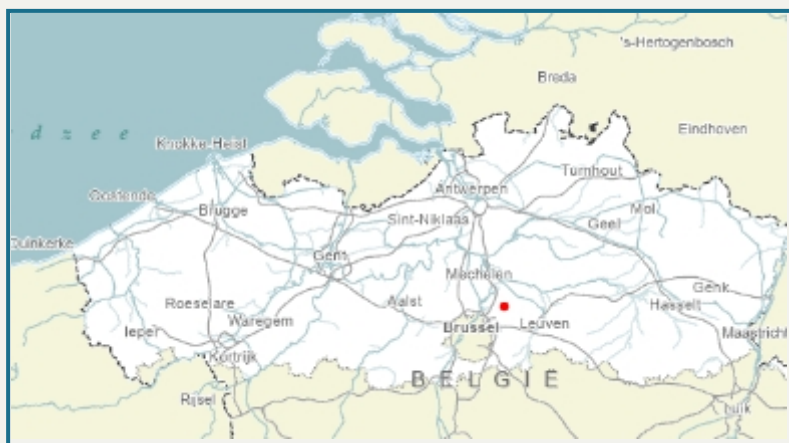 's-Hertogenbosch
Breda
Eindhoven
d z e e
Knokke-Heist
Turnhout
Antwerpen
Oostende
Mol
Brugge
Sint-Niklaas
Geel
Duinkerke
Gent
Mechelen
Genk
Roeselare
Aalst
Hasselt
Waregem
Brussel
Leuven
Ieper
Maastricht
Kortrijk
BELGIË
Rijsel
Luik